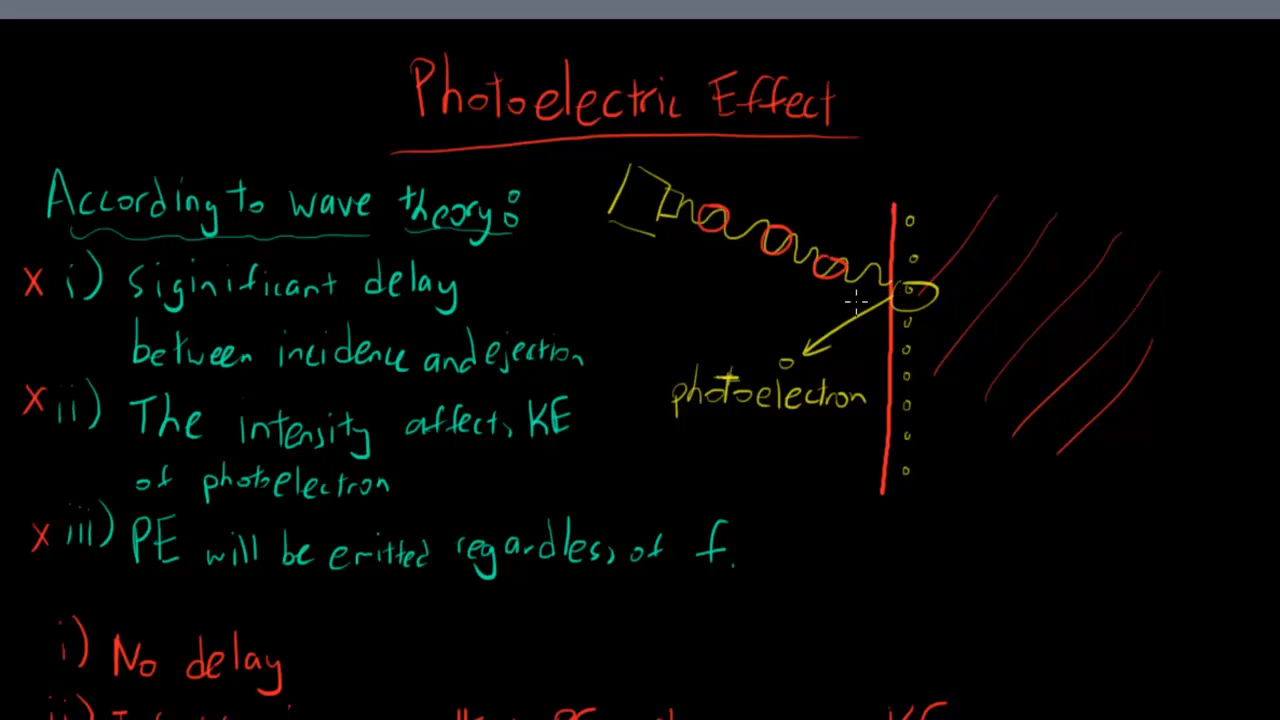 Photoelectric Effect
According to wave theory:
x i) Siginificant delay
between incidence and ejection
x ii) The intensity affects KE
of photoelectron
x iii) PE will be emitted regardless of f.
photoelectron
i) No delay